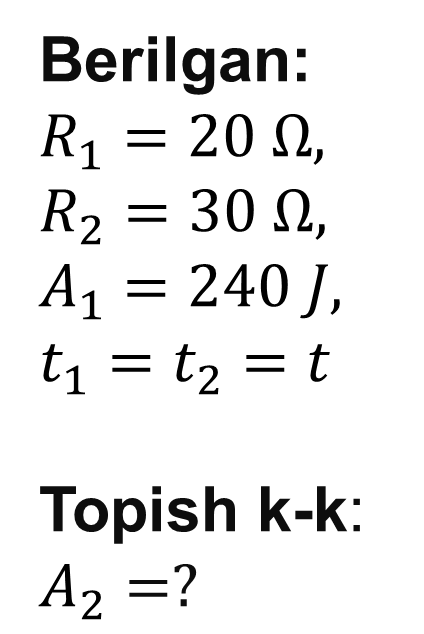 Berilgan:
R₁ = 20 Ω,
R₂ = 30 Ω,
A₁ = 240 J,
t₁ = t₂ = t
Topish k-k:
A₂ =?